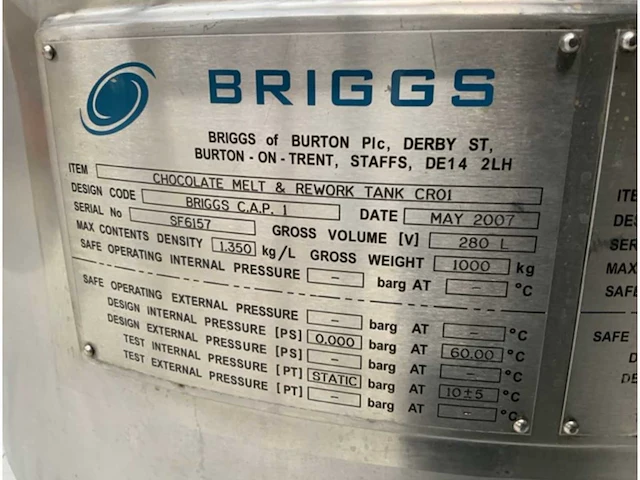 BRIGGS
BRIGGS of BURTON Plc, DERBY ST,
BURTON - ON - TRENT, STAFFS, DE14 2LH
ITEM CHOCOLATE MELT & REWORK TANK CR01
DESIGN CODE BRIGGS C.A.P. 1 DATE MAY 2007
SERIAL No SF6157 GROSS VOLUME [V] 280 L
MAX CONTENTS DENSITY 1.350 kg/L GROSS WEIGHT 1000 kg
SAFE OPERATING INTERNAL PRESSURE - barg AT - °C
SAFE OPERATING EXTERNAL PRESSURE - barg AT - °C
DESIGN INTERNAL PRESSURE [PS] 0.000 barg AT 60.00 °C
DESIGN EXTERNAL PRESSURE [PS] - barg AT - °C
TEST INTERNAL PRESSURE [PT] STATIC barg AT 10±5 °C
TEST EXTERNAL PRESSURE [PT] - barg AT - °C
ITE
DES
SERI
MAX
SAFE
SAFE
D
DE